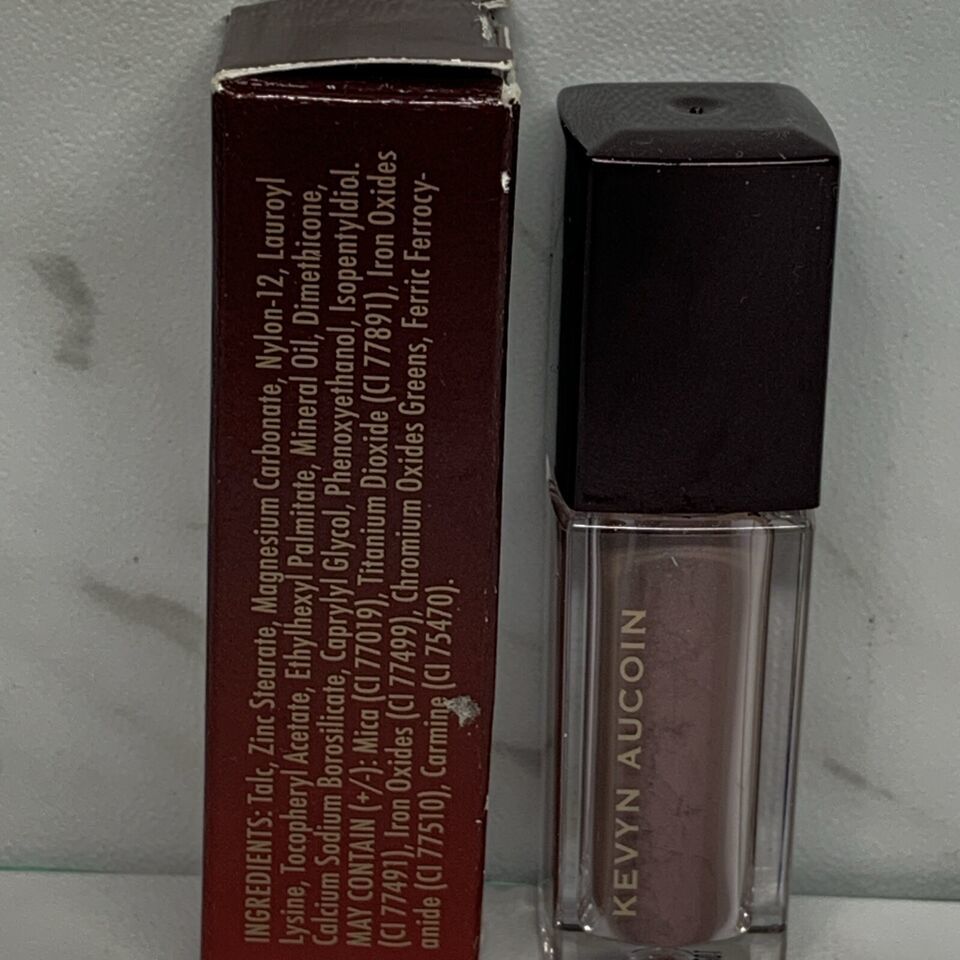 INGREDIENTS: Talc, Zinc Stearate, Magnesium Carbonate, Nylon-12, Lauroyl
Lysine, Tocopheryl Acetate, Ethylhexyl Palmitate, Mineral Oil, Dimethicone,
Calcium Sodium Borosilicate, Caprylyl Glycol, Phenoxyethanol, Isopentyldiol.
MAY CONTAIN (+/-): Mica (CI 77019), Titanium Dioxide (CI 77891), Iron Oxides
(CI 77491), Iron Oxides (CI 77499), Chromium Oxides Greens, Ferric Ferrocy-
anide (CI 77510), Carmine (CI 75470).
KEVYN AUCOIN